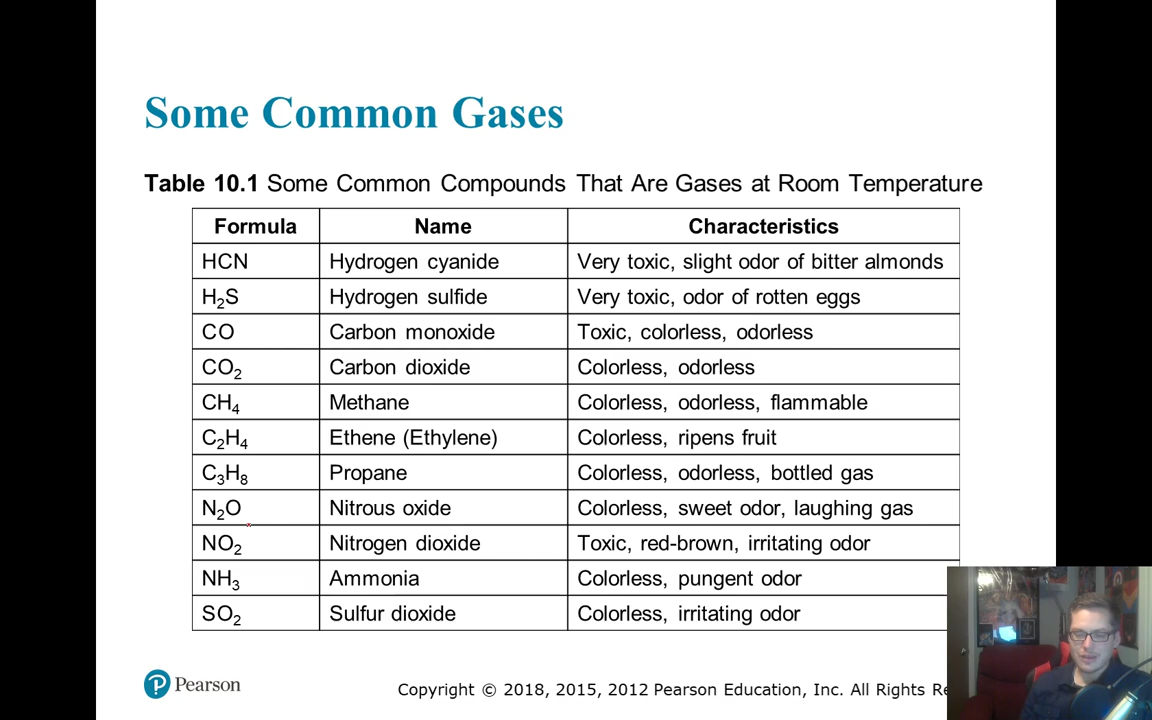 Some Common Gases
Table 10.1 Some Common Compounds That Are Gases at Room Temperature
Formula Name Characteristics
HCN Hydrogen cyanide Very toxic, slight odor of bitter almonds
H₂S Hydrogen sulfide Very toxic, odor of rotten eggs
CO Carbon monoxide Toxic, colorless, odorless
CO₂ Carbon dioxide Colorless, odorless
CH₄ Methane Colorless, odorless, flammable
C₂H₄ Ethene (Ethylene) Colorless, ripens fruit
C₃H₈ Propane Colorless, odorless, bottled gas
N₂O Nitrous oxide Colorless, sweet odor, laughing gas
NO₂ Nitrogen dioxide Toxic, red-brown, irritating odor
NH₃ Ammonia Colorless, pungent odor
SO₂ Sulfur dioxide Colorless, irritating odor
P Pearson
Copyright © 2018, 2015, 2012 Pearson Education, Inc. All Rights